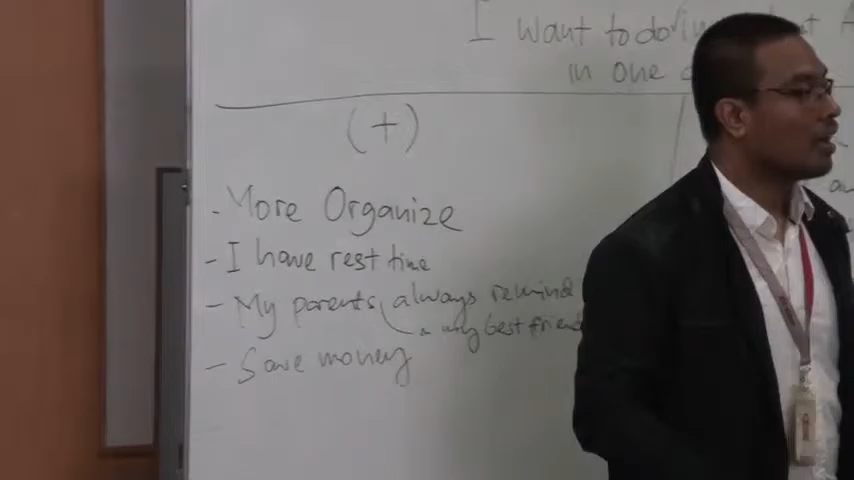 I want to do
in one
(+)
- More Organize
- I have rest time
- My parents always remind
& my best friend
- Save money